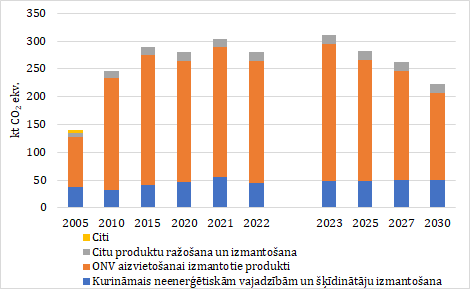 kt CO₂ ekv.
350
300
250
200
150
100
50
0
2005 2010 2015 2020 2021 2022 2023 2025 2027 2030
Citi
Citu produktu ražošana un izmantošana
ONV aizvietošanai izmantotie produkti
Kurināmais neenerģētiskām vajadzībām un šķīdinātāju izmantošana